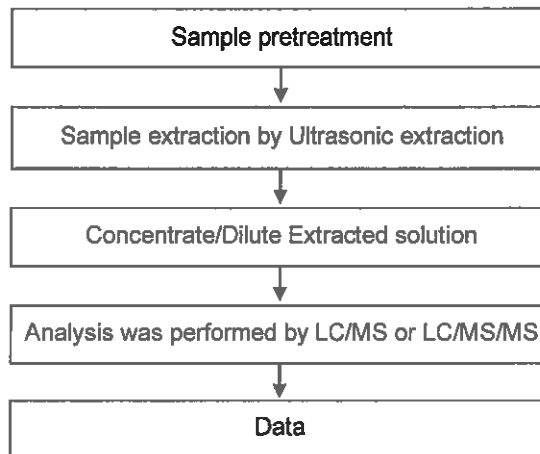 Sample pretreatment
Sample extraction by Ultrasonic extraction
Concentrate/Dilute Extracted solution
Analysis was performed by LC/MS or LC/MS/MS
Data